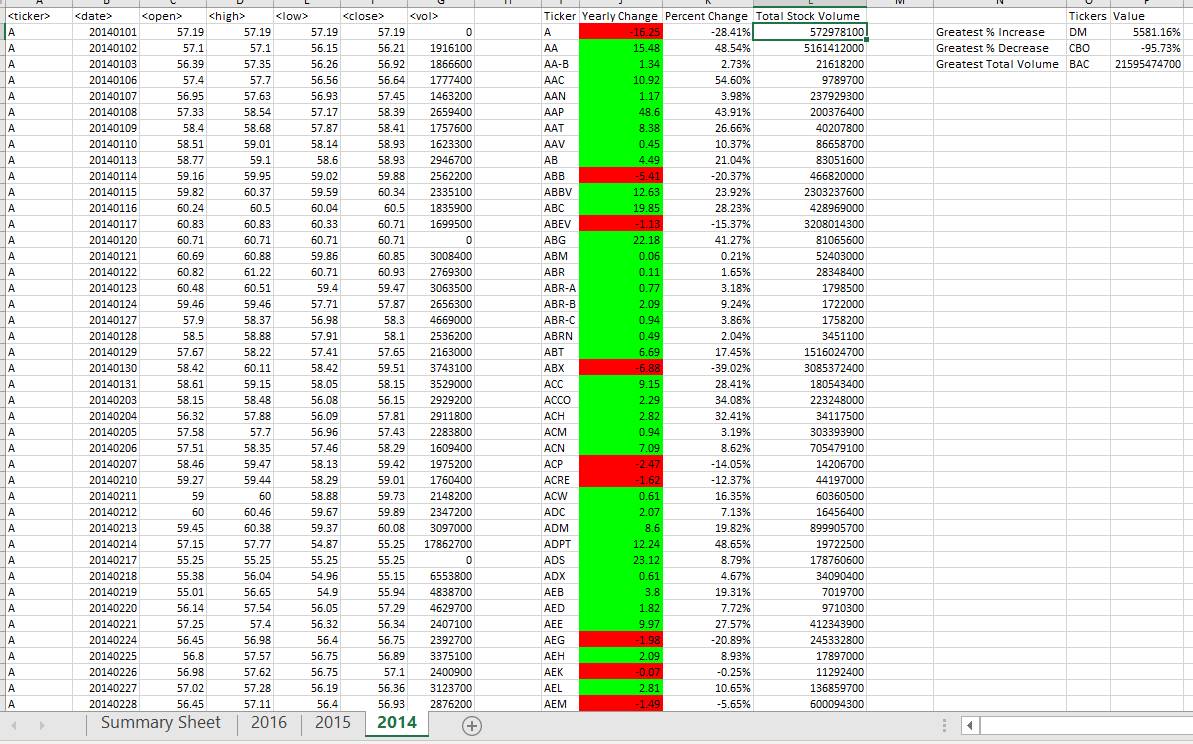 <ticker> <date> <open> <high> <low> <close> <vol> Ticker Yearly Change Percent Change Total Stock Volume Tickers Value
A 20140101 57.19 57.19 57.19 57.19 0 A -16.25 -28.41% 572978100 Greatest % Increase DM 5581.16%
A 20140102 57.1 57.1 56.15 56.21 1916100 AA 15.48 48.54% 5161412000 Greatest % Decrease CBO -95.73%
A 20140103 56.39 57.35 56.26 56.92 1866600 AA-B 1.34 2.73% 21618200 Greatest Total Volume BAC 21595474700
A 20140106 57.4 57.7 56.56 56.64 1777400 AAC 10.92 54.60% 9789700
A 20140107 56.95 57.63 56.93 57.45 1463200 AAN 1.17 3.98% 237929300
A 20140108 57.33 58.54 57.17 58.39 2659400 AAP 48.6 43.91% 200376400
A 20140109 58.4 58.68 57.87 58.41 1757600 AAT 8.38 26.66% 40207800
A 20140110 58.51 59.01 58.14 58.93 1623300 AAV 0.45 10.37% 86658700
A 20140113 58.77 59.1 58.6 58.93 2946700 AB 4.49 21.04% 83051600
A 20140114 59.16 59.95 59.02 59.88 2562200 ABB -5.41 -20.37% 466820000
A 20140115 59.82 60.37 59.59 60.34 2335100 ABBV 12.63 23.92% 2303237600
A 20140116 60.24 60.5 60.04 60.5 1835900 ABC 19.85 28.23% 428969000
A 20140117 60.83 60.83 60.33 60.71 1699500 ABEV -1.13 -15.37% 3208014300
A 20140120 60.71 60.71 60.71 60.71 0 ABG 22.18 41.27% 81065600
A 20140121 60.69 60.88 59.86 60.85 3008400 ABM 0.06 0.21% 52403000
A 20140122 60.82 61.22 60.71 60.93 2769300 ABR 0.11 1.65% 28348400
A 20140123 60.48 60.51 59.4 59.47 3063500 ABR-A 0.77 3.18% 1798500
A 20140124 59.46 59.46 57.71 57.87 2656300 ABR-B 2.09 9.24% 1722000
A 20140127 57.9 58.37 56.98 58.3 4669000 ABR-C 0.94 3.86% 1758200
A 20140128 58.5 58.88 57.91 58.1 2536200 ABRN 0.49 2.04% 3451100
A 20140129 57.67 58.22 57.41 57.65 2163000 ABT 6.69 17.45% 1516024700
A 20140130 58.42 60.11 58.42 59.51 3743100 ABX -6.88 -39.02% 3085372400
A 20140131 58.61 59.15 58.05 58.15 3529000 ACC 9.15 28.41% 180543400
A 20140203 58.15 58.48 56.08 56.15 2929200 ACCO 2.29 34.08% 223248000
A 20140204 56.32 57.88 56.09 57.81 2911800 ACH 2.82 32.41% 34117500
A 20140205 57.58 57.7 56.96 57.43 2283800 ACM 0.94 3.19% 303393900
A 20140206 57.51 58.35 57.46 58.29 1609400 ACN 7.09 8.62% 705479100
A 20140207 58.46 59.47 58.13 59.42 1975200 ACP -2.47 -14.05% 14206700
A 20140210 59.27 59.44 58.29 59.01 1760400 ACRE -1.62 -12.37% 44197000
A 20140211 59 60 58.88 59.73 2148200 ACW 0.61 16.35% 60360500
A 20140212 60 60.46 59.67 59.89 2347200 ADC 2.07 7.13% 16456400
A 20140213 59.45 60.38 59.37 60.08 3097000 ADM 8.6 19.82% 899905700
A 20140214 57.15 57.77 54.87 55.25 17862700 ADPT 12.24 48.65% 19722500
A 20140217 55.25 55.25 55.25 55.25 0 ADS 23.12 8.79% 178760600
A 20140218 55.38 56.04 54.96 55.15 6553800 ADX 0.61 4.67% 34090400
A 20140219 55.01 56.65 54.9 55.94 4838700 AEB 3.8 19.31% 7019700
A 20140220 56.14 57.54 56.05 57.29 4629700 AED 1.82 7.72% 9710300
A 20140221 57.25 57.4 56.32 56.34 2407100 AEE 9.97 27.57% 412343900
A 20140224 56.45 56.98 56.4 56.75 2392700 AEG -1.98 -20.89% 245332800
A 20140225 56.8 57.57 56.75 56.89 3375100 AEH 2.09 8.93% 17897000
A 20140226 56.98 57.62 56.75 57.1 2400900 AEK -0.07 -0.25% 11292400
A 20140227 57.02 57.28 56.19 56.36 3123700 AEL 2.81 10.65% 136859700
A 20140228 56.45 57.11 56.4 56.93 2876200 AEM -1.49 -5.65% 600094300
Summary Sheet 2016 2015 2014